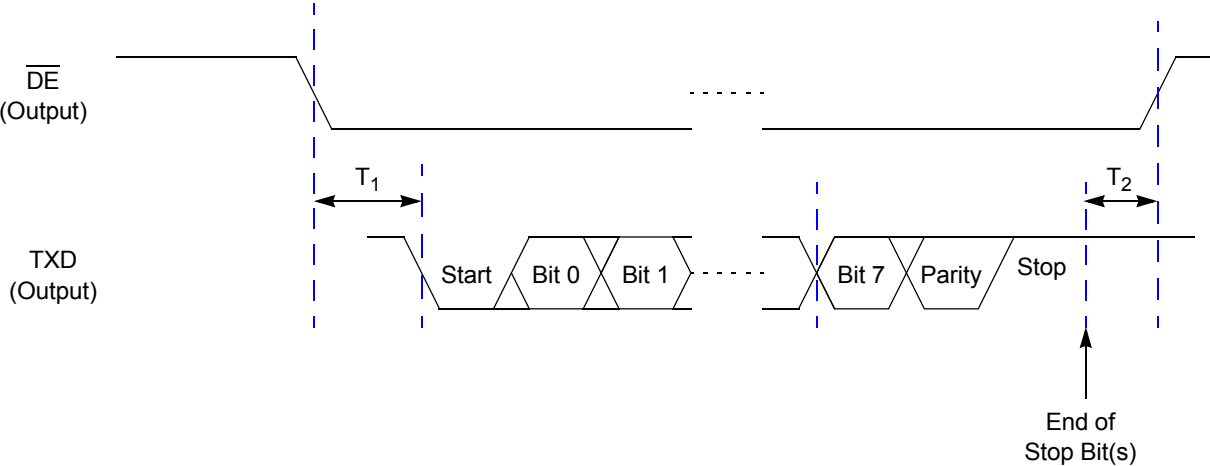 DE
(Output)
T1
T2
TXD
(Output)
Start
Bit 0
Bit 1
Bit 7
Parity
Stop
End of
Stop Bit(s)